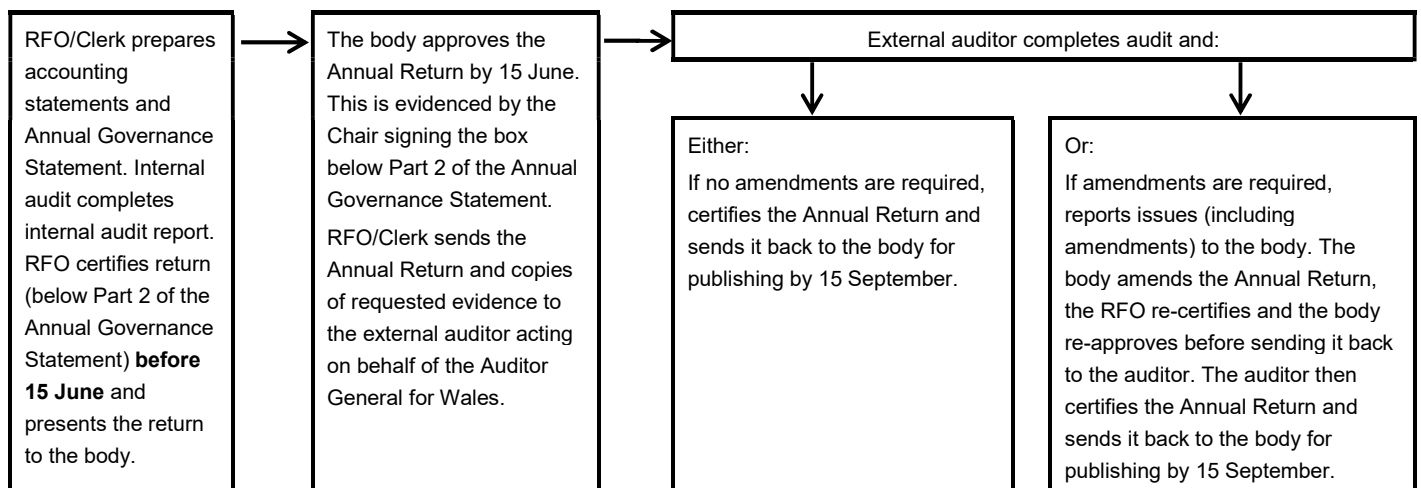 RFO/Clerk prepares
accounting
statements and
Annual Governance
Statement. Internal
audit completes
internal audit report.
RFO certifies return
(below Part 2 of the
Annual Governance
Statement) before
15 June and
presents the return
to the body.
The body approves the
Annual Return by 15 June.
This is evidenced by the
Chair signing the box
below Part 2 of the Annual
Governance Statement.
RFO/Clerk sends the
Annual Return and copies
of requested evidence to
the external auditor acting
on behalf of the Auditor
General for Wales.
External auditor completes audit and:
Either:
If no amendments are required,
certifies the Annual Return and
sends it back to the body for
publishing by 15 September.
Or:
If amendments are required,
reports issues (including
amendments) to the body. The
body amends the Annual Return,
the RFO re-certifies and the body
re-approves before sending it back
to the auditor. The auditor then
certifies the Annual Return and
sends it back to the body for
publishing by 15 September.